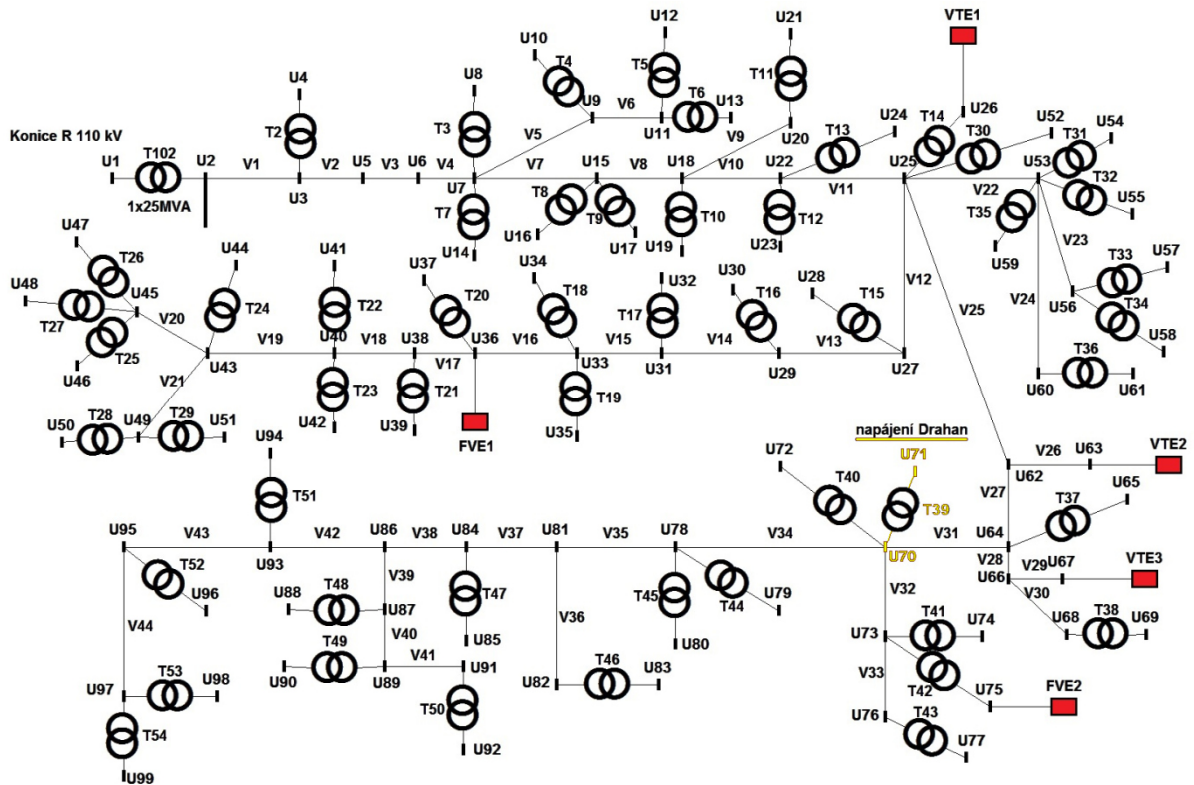 U12
U21
VTE1
U10
T4
T5
T11
U4
U8
U9
V6
T6
U13
U11
V9
U24
T14
U26
U52
T31
U54
Konice R 110 kV
T2
T3
V5
U20
T13
T30
U1
T102
U2
V1
V2
U5
V3
U6
V4
V7
U15
V8
U18
V10
U22
U25
U53
T32
1x25MVA
U3
U7
T8
V11
V22
T35
U55
T7
T9
T10
T12
U47
U44
U41
U14
U16
U17
U19
U23
V23
U59
T33
U57
T26
U37
U34
U32
U30
U28
V12
V24
U48
U45
T24
T22
T20
T18
T16
T15
V25
U56
T34
T27
V20
T17
T25
V19
U40
V18
U38
U36
V16
V15
V14
V13
U58
U46
U43
V17
U33
U31
U29
U27
T36
V21
T23
T21
T19
U60
U61
U50
T28
U49
T29
U51
U42
U39
FVE1
U35
U94
napájení Drahan
U72
U71
V26
U63
VTE2
T40
U62
T51
V27
U65
T39
T37
U95
V43
V42
U86
V38
U84
V37
U81
V35
U78
V34
V31
U64
U93
U70
V28
T52
V39
T48
T47
T45
T44
V32
U66
V29
U67
VTE3
U96
U88
U87
V36
U79
V30
V44
T49
V40
U85
U80
U73
T41
U74
U68
T38
U69
V41
U91
T46
V33
U97
T53
U98
U90
U89
U82
U83
T42
U75
FVE2
T54
T50
U76
T43
U99
U92
U77